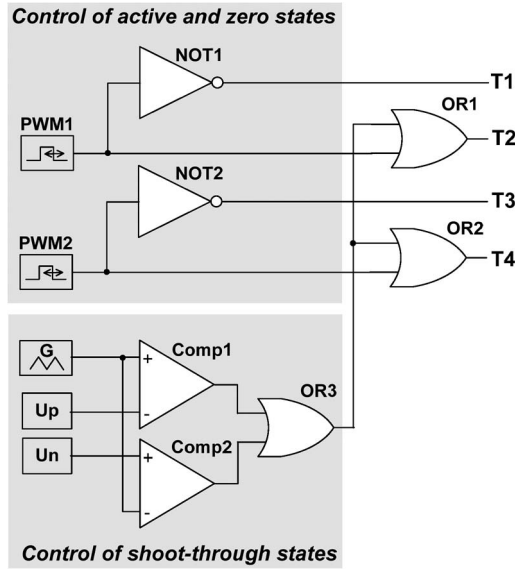 Control of active and zero states
NOT1
T1
OR1
PWM1
T2
NOT2
T3
OR2
PWM2
T4
G
Comp1
+
-
OR3
Up
Un
Comp2
+
-
Control of shoot-through states